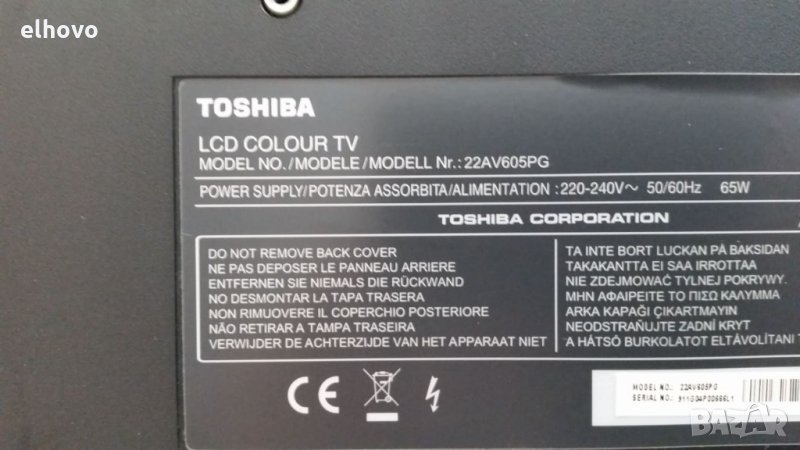 elhovo
TOSHIBA
LCD COLOUR TV
MODEL NO./MODELE/MODELL Nr.:22AV605PG
POWER SUPPLY/POTENZA ASSORBITA/ALIMENTATION :220-240V~ 50/60Hz 65W
TOSHIBA CORPORATION
DO NOT REMOVE BACK COVER
NE PAS DEPOSER LE PANNEAU ARRIERE
ENTFERNEN SIE NIEMALS DIE RÜCKWAND
NO DESMONTAR LA TAPA TRASERA
NON RIMUOVERE IL COPERCHIO POSTERIORE
NÃO RETIRAR A TAMPA TRASEIRA
VERWIJDER DE ACHTERZIJDE VAN HET APPARAAT NIET
TA INTE BORT LUCKAN PÅ BAKSIDAN
TAKAKANTTA EI SAA IRROTTAA
NIE ZDEJMOWAĆ TYLNEJ POKRYWY.
ΜΗΝ ΑΦΑΙΡΕΙΤΕ ΤΟ ΠΙΣΩ ΚΑΛΥΜΜΑ
ARKA KAPAĞI ÇIKARTMAYIN
NEODSTRAŇUJTE ZADNÍ KRYT
A HÁTSÓ BURKOLATOT ELTÁVOLÍTANI
CE
MODEL NO.: 22AV605PG
SERIAL NO.:
BAZAR